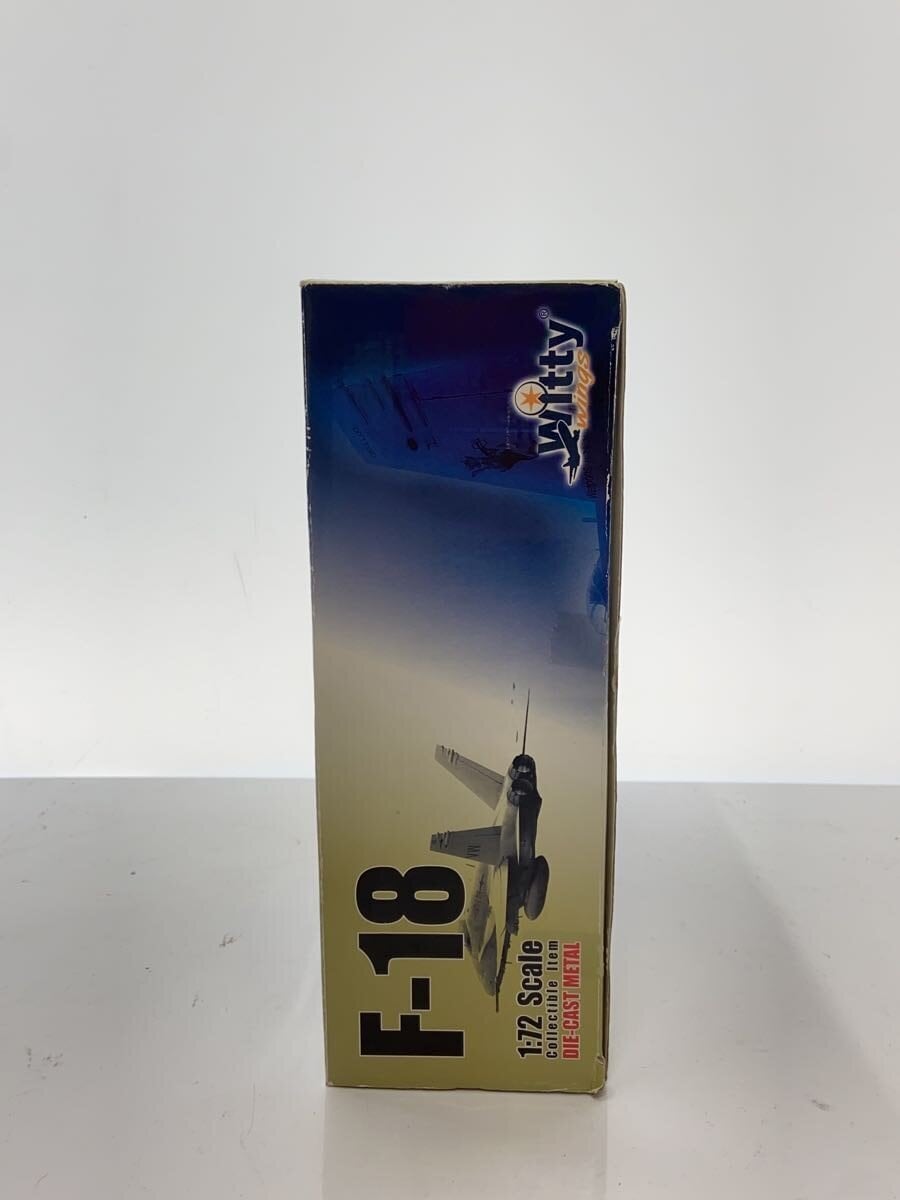 witty®
wings
F-18
1:72 Scale
Collectible Item
DIE-CAST METAL